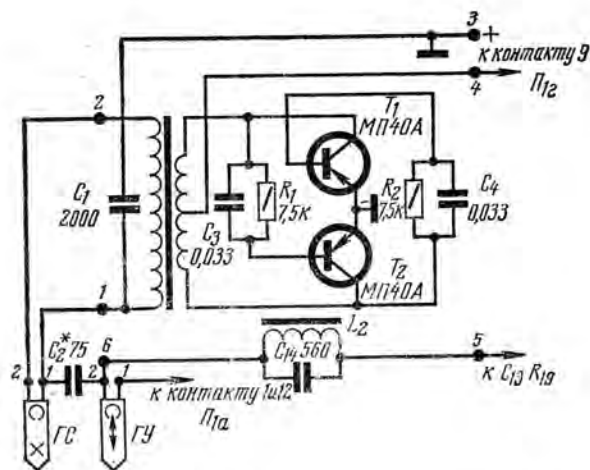 3
+
к контакту 9
4
П₁г
2
T₁
МП40А
C₁
2000
R₁
7,5к
C₃
0,033
R₂
7,5к
C₄
0,033
T₂
МП40А
1
L₂
C₂* 75
6
C₁₄ 560
5
к C₁₃ R₁₉
2
1
2
1
к контакту 1и12
П₁а
ГС
ГУ